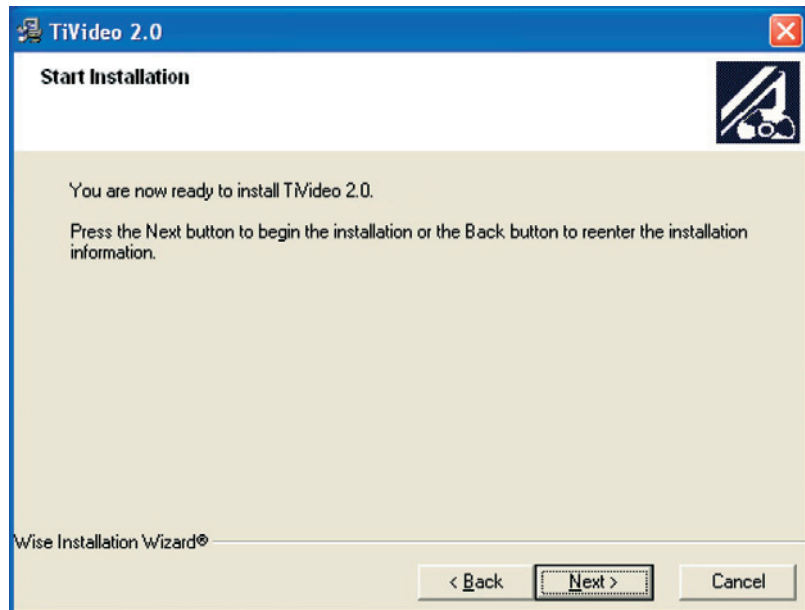 TiVideo 2.0
Start Installation
You are now ready to install TiVideo 2.0.
Press the Next button to begin the installation or the Back button to reenter the installation
information.
Wise Installation Wizard®
< Back
Next >
Cancel